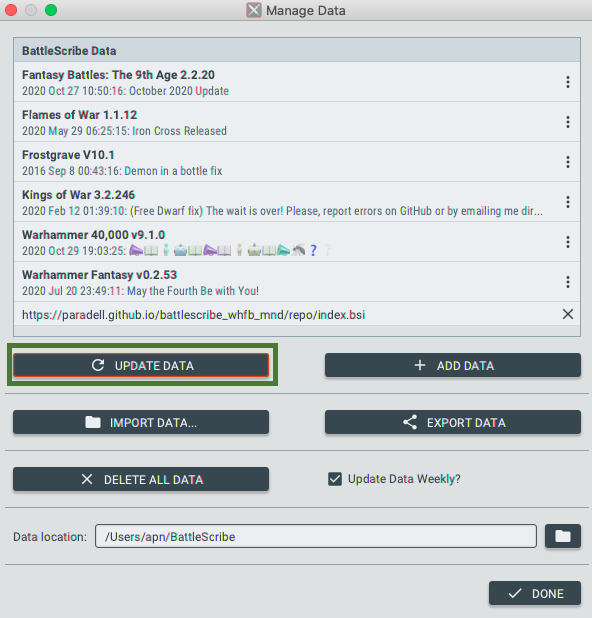 Manage Data
BattleScribe Data
Fantasy Battles: The 9th Age 2.2.20
2020 Oct 27 10:50:16: October 2020 Update
Flames of War 1.1.12
2020 May 29 06:25:15: Iron Cross Released
Frostgrave V10.1
2016 Sep 8 00:43:16: Demon in a bottle fix
Kings of War 3.2.246
2020 Feb 12 01:39:10: (Free Dwarf fix) The wait is over! Please, report errors on GitHub or by emailing me dir...
Warhammer 40,000 v9.1.0
2020 Oct 29 19:03:25: 📣📖🕴🤖📖📣📖🕴🤖📖📣🦟❓❔
Warhammer Fantasy v0.2.53
2020 Jul 20 23:49:11: May the Fourth Be with You!
https://paradell.github.io/battlescribe_whfb_mnd/repo/index.bsi
UPDATE DATA
ADD DATA
IMPORT DATA...
EXPORT DATA
DELETE ALL DATA
Update Data Weekly?
Data location: /Users/apn/BattleScribe
DONE